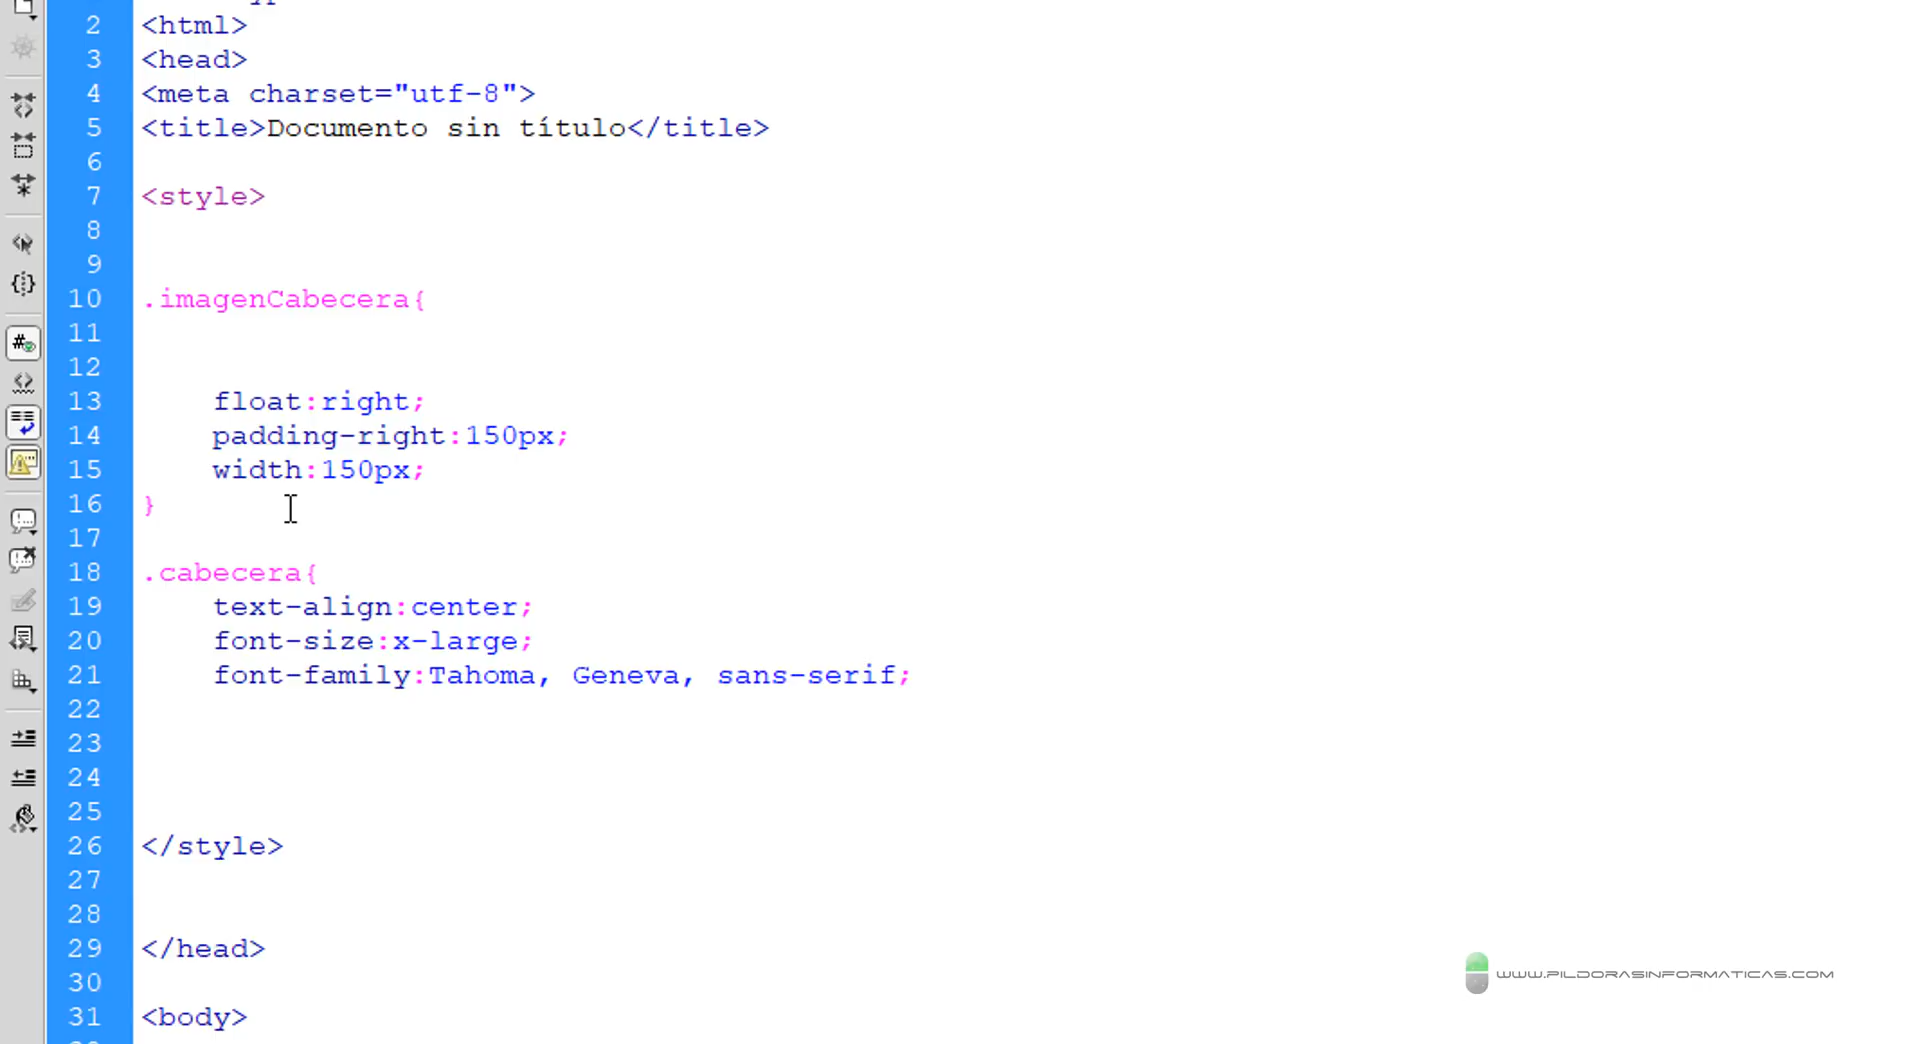 2 <html>
3 <head>
4 <meta charset="utf-8">
5 <title>Documento sin título</title>
6
7 <style>
8
9
10 .imagenCabecera{
11
12
13 float:right;
14 padding-right:150px;
15 width:150px;
16 }
17
18 .cabecera{
19 text-align:center;
20 font-size:x-large;
21 font-family:Tahoma, Geneva, sans-serif;
22
23
24
25
26 </style>
27
28
29 </head>
30
31 <body>
WWW.PILDORASINFORMATICAS.COM